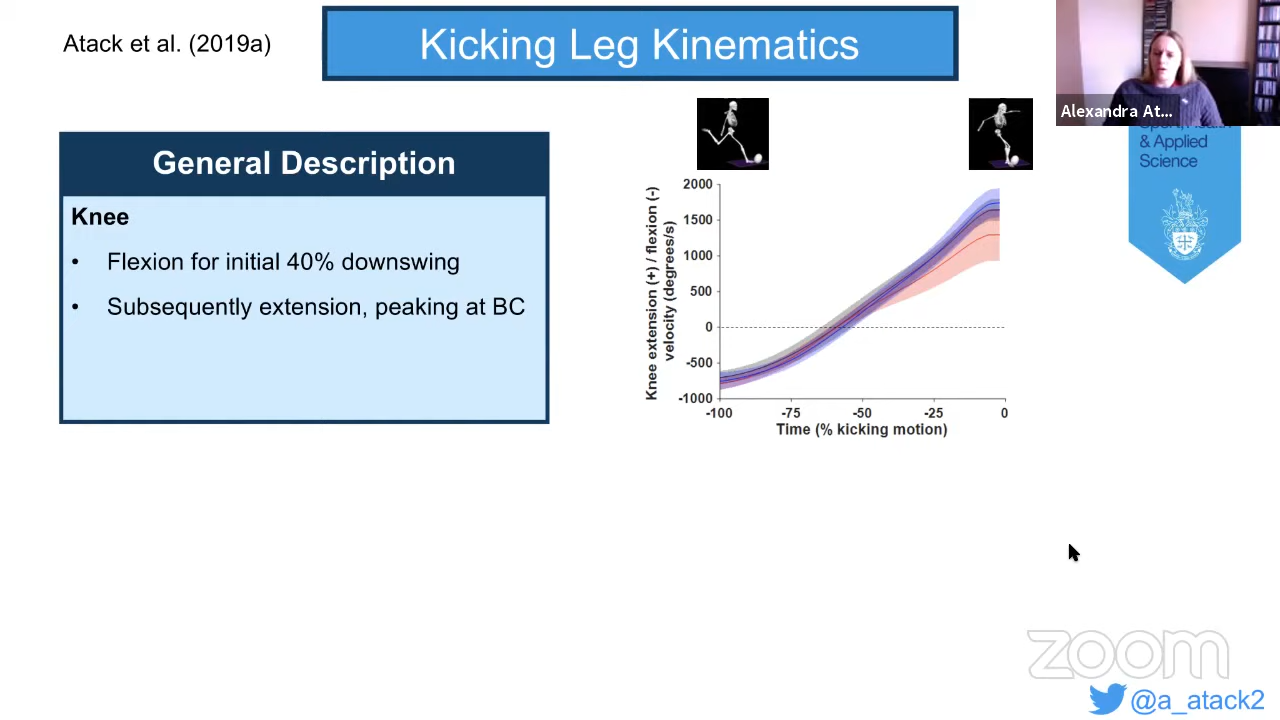 Atack et al. (2019a)
Kicking Leg Kinematics
Alexandra At...
& Applied
Science
General Description
Knee
• Flexion for initial 40% downswing
• Subsequently extension, peaking at BC
Knee extension (+) / flexion (-)
velocity (degrees/s)
2000
1500
1000
500
0
-500
-1000
-100 -75 -50 -25 0
Time (% kicking motion)
zoom
@a_atack2